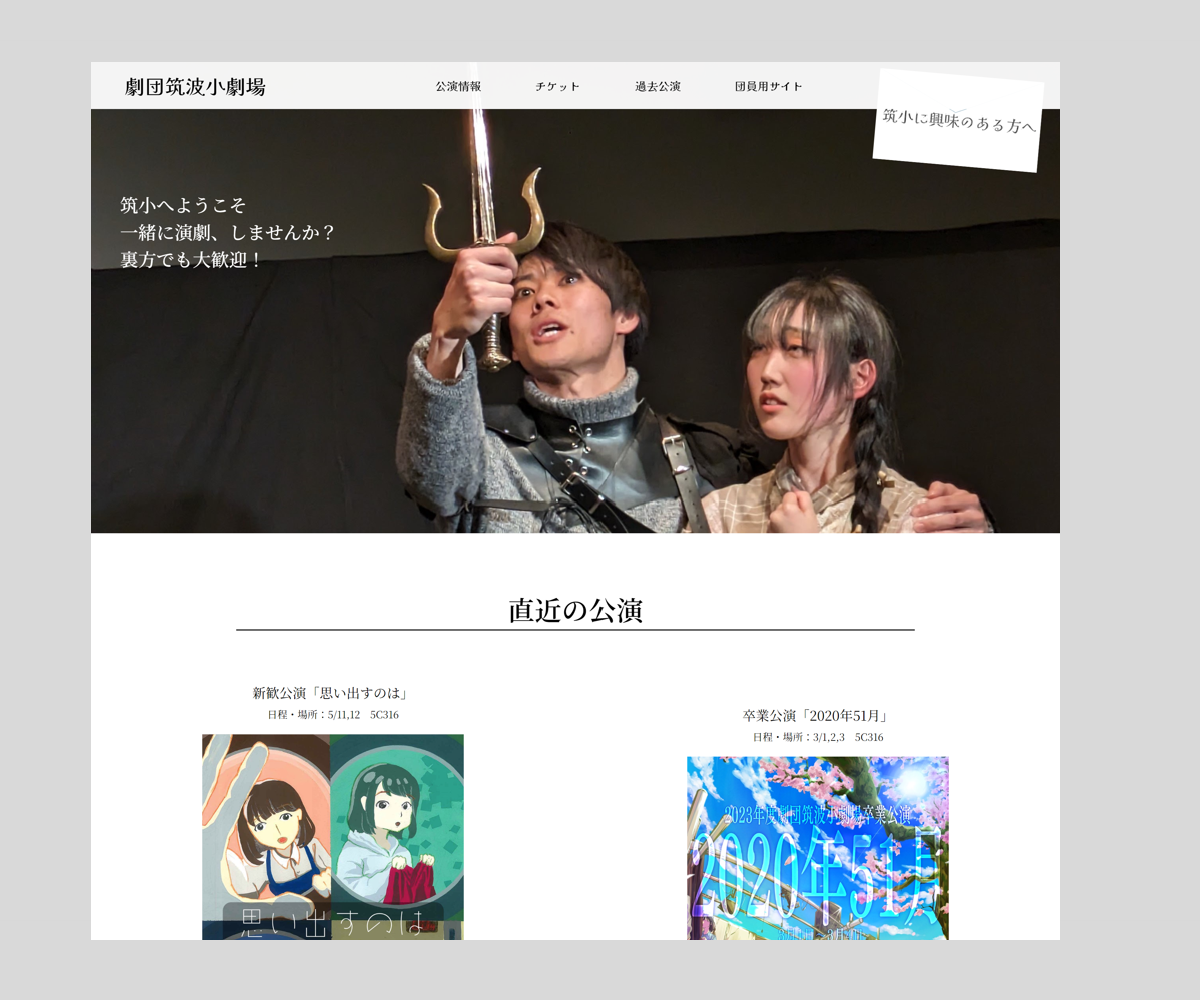 劇団筑波小劇場
公演情報
チケット
過去公演
団員用サイト
筑小に興味のある方へ
筑小へようこそ
一緒に演劇、しませんか？
裏方でも大歓迎！
直近の公演
新歓公演「思い出すのは」
日程・場所：5/11,12　5C316
思い出すのは
卒業公演「2020年51月」
日程・場所：3/1,2,3　5C316
2023年度劇団筑波小劇場卒業公演
2020年51月